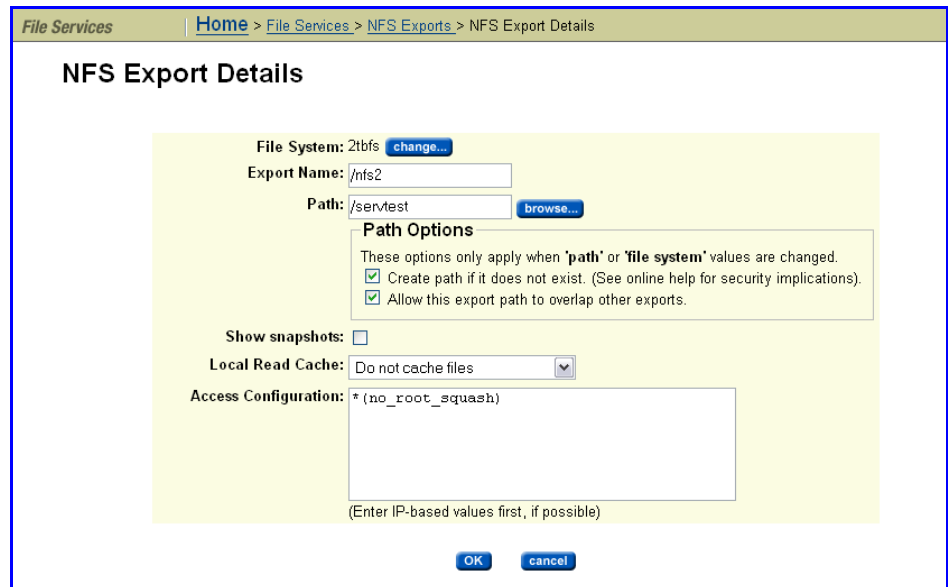 File Services
Home > File Services > NFS Exports > NFS Export Details
NFS Export Details
File System: 2tbfs change...
Export Name: /nfs2
Path: /servtest browse...
Path Options
These options only apply when 'path' or 'file system' values are changed.
Create path if it does not exist. (See online help for security implications).
Allow this export path to overlap other exports.
Show snapshots:
Local Read Cache: Do not cache files
Access Configuration: *(no_root_squash)
(Enter IP-based values first, if possible)
OK cancel